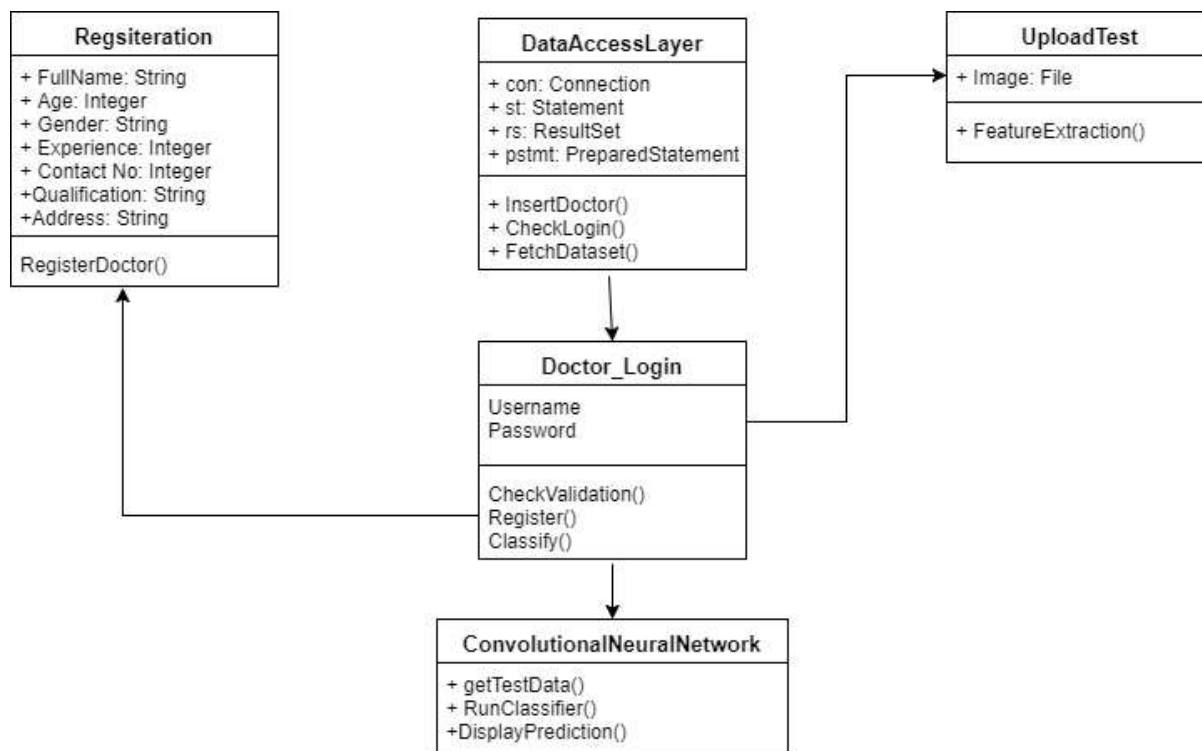 Regsiteration
+ FullName: String
+ Age: Integer
+ Gender: String
+ Experience: Integer
+ Contact No: Integer
+Qualification: String
+Address: String
RegisterDoctor()
DataAccessLayer
+ con: Connection
+ st: Statement
+ rs: ResultSet
+ pstmt: PreparedStatement
+ InsertDoctor()
+ CheckLogin()
+ FetchDataset()
UploadTest
+ Image: File
+ FeatureExtraction()
Doctor_Login
Username
Password
CheckValidation()
Register()
Classify()
ConvolutionalNeuralNetwork
+ getTestData()
+ RunClassifier()
+DisplayPrediction()